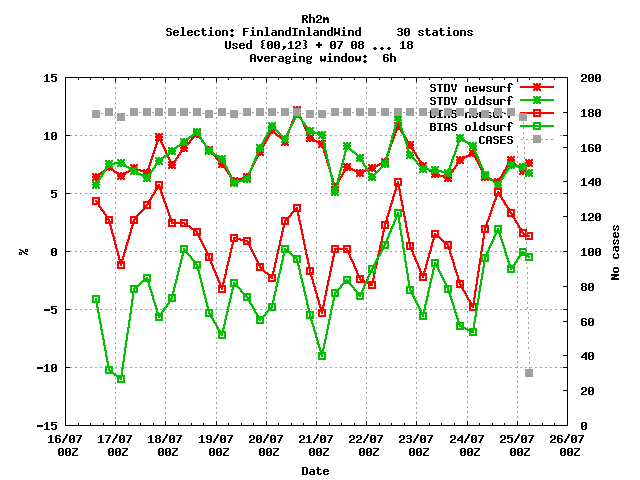 Rh2m
Selection: FinlandInlandWind     30 stations
Used {00,12} + 07 08 ... 18
Averaging window:  6h
STDV newsurf
STDV oldsurf
BIAS newsurf
BIAS oldsurf
CASES
15
10
5
0
-5
-10
-15
%
200
180
160
140
120
100
80
60
40
20
0
No cases
16/07 17/07 18/07 19/07 20/07 21/07 22/07 23/07 24/07 25/07 26/07
00Z 00Z 00Z 00Z 00Z 00Z 00Z 00Z 00Z 00Z 00Z
Date